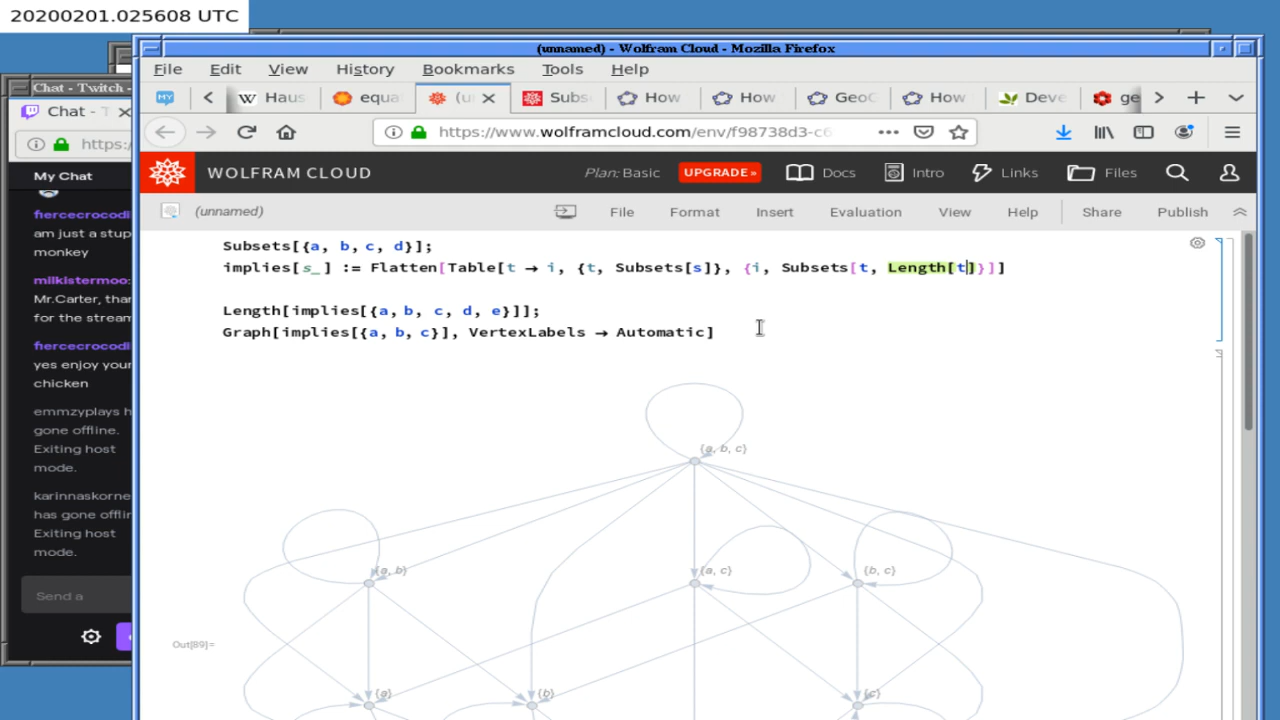 20200201.025608 UTC
(unnamed) - Wolfram Cloud - Mozilla Firefox
File Edit View History Bookmarks Tools Help
Chat - Twitch -
Chat - T
W Haus
equa
(u
Subs
How
How
GeoG
How
Deve
ge
https:
https://www.wolframcloud.com/env/f98738d3-c6
My Chat
WOLFRAM CLOUD
Plan: Basic
UPGRADE »
Docs
Intro
Links
Files
(unnamed)
File Format Insert Evaluation View Help Share Publish
fiercecrocodi
am just a stup
monkey
milkistermoo:
Mr.Carter, than
for the stream
fiercecrocodi
yes enjoy your
chicken
emmzyplays h
gone offline.
Exiting host
mode.
karinnaskorne
has gone offlin
Exiting host
mode.
Send a
Subsets[{a, b, c, d}];
implies[s_] := Flatten[Table[t → i, {t, Subsets[s]}, {i, Subsets[t, Length[t]}]]
Length[implies[{a, b, c, d, e}]];
Graph[implies[{a, b, c}], VertexLabels → Automatic]
{a, b, c}
{a, b}
{a, c}
{b, c}
Out[89]=
{a}
{b}
{c}